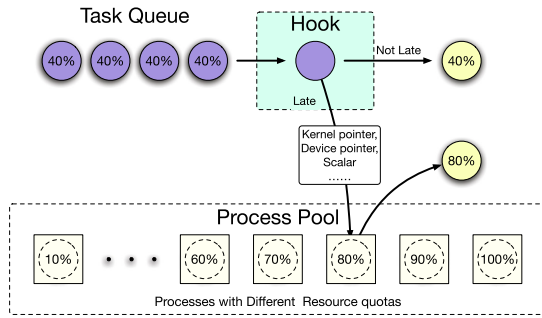 Task Queue
Hook
40% 40% 40% 40%
Not Late
40%
Late
Kernel pointer,
Device pointer,
Scalar
......
80%
Process Pool
10% 60% 70% 80% 90% 100%
Processes with Different Resource quotas